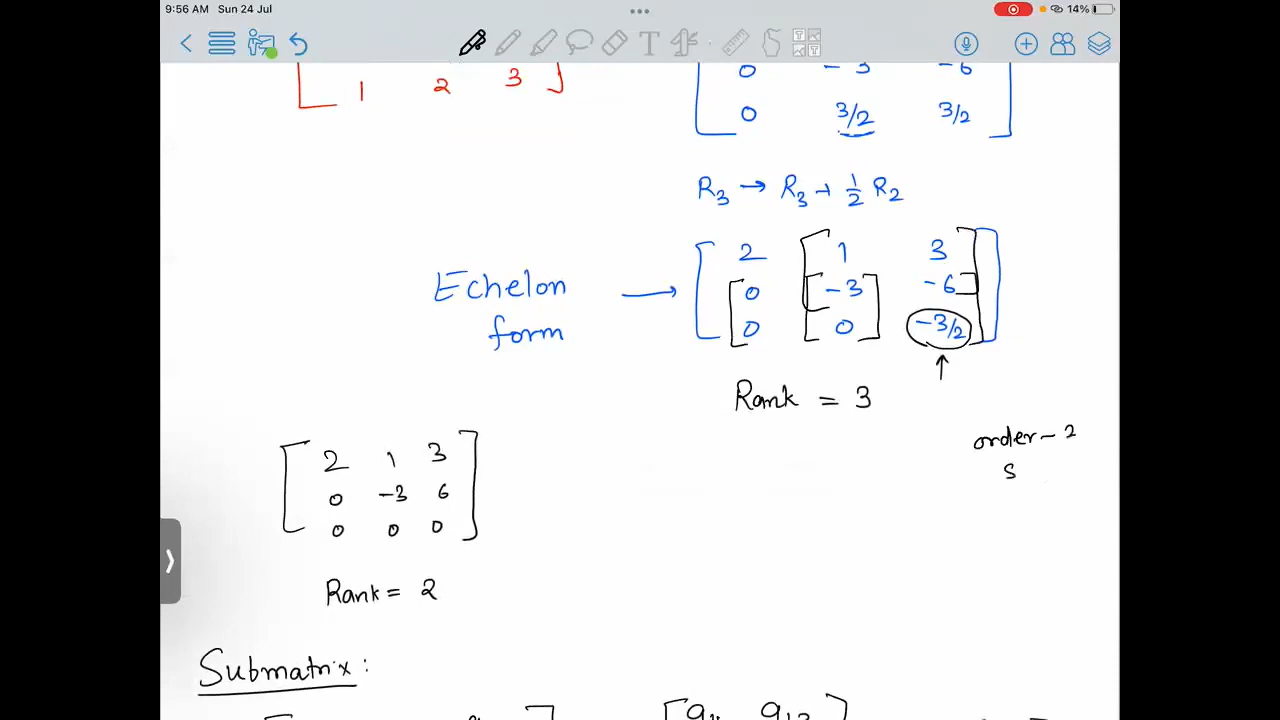 9:56 AM Sun 24 Jul
14%
1 2 3
0 -3 -6
0 3/2 3/2
R3 → R3 + 1/2 R2
2 1 3
Echelon → 0 -3 -6
form 0 0 -3/2
Rank = 3
order - 2
S
2 1 3
0 -3 6
0 0 0
Rank = 2
Submatrix:
a11 a12